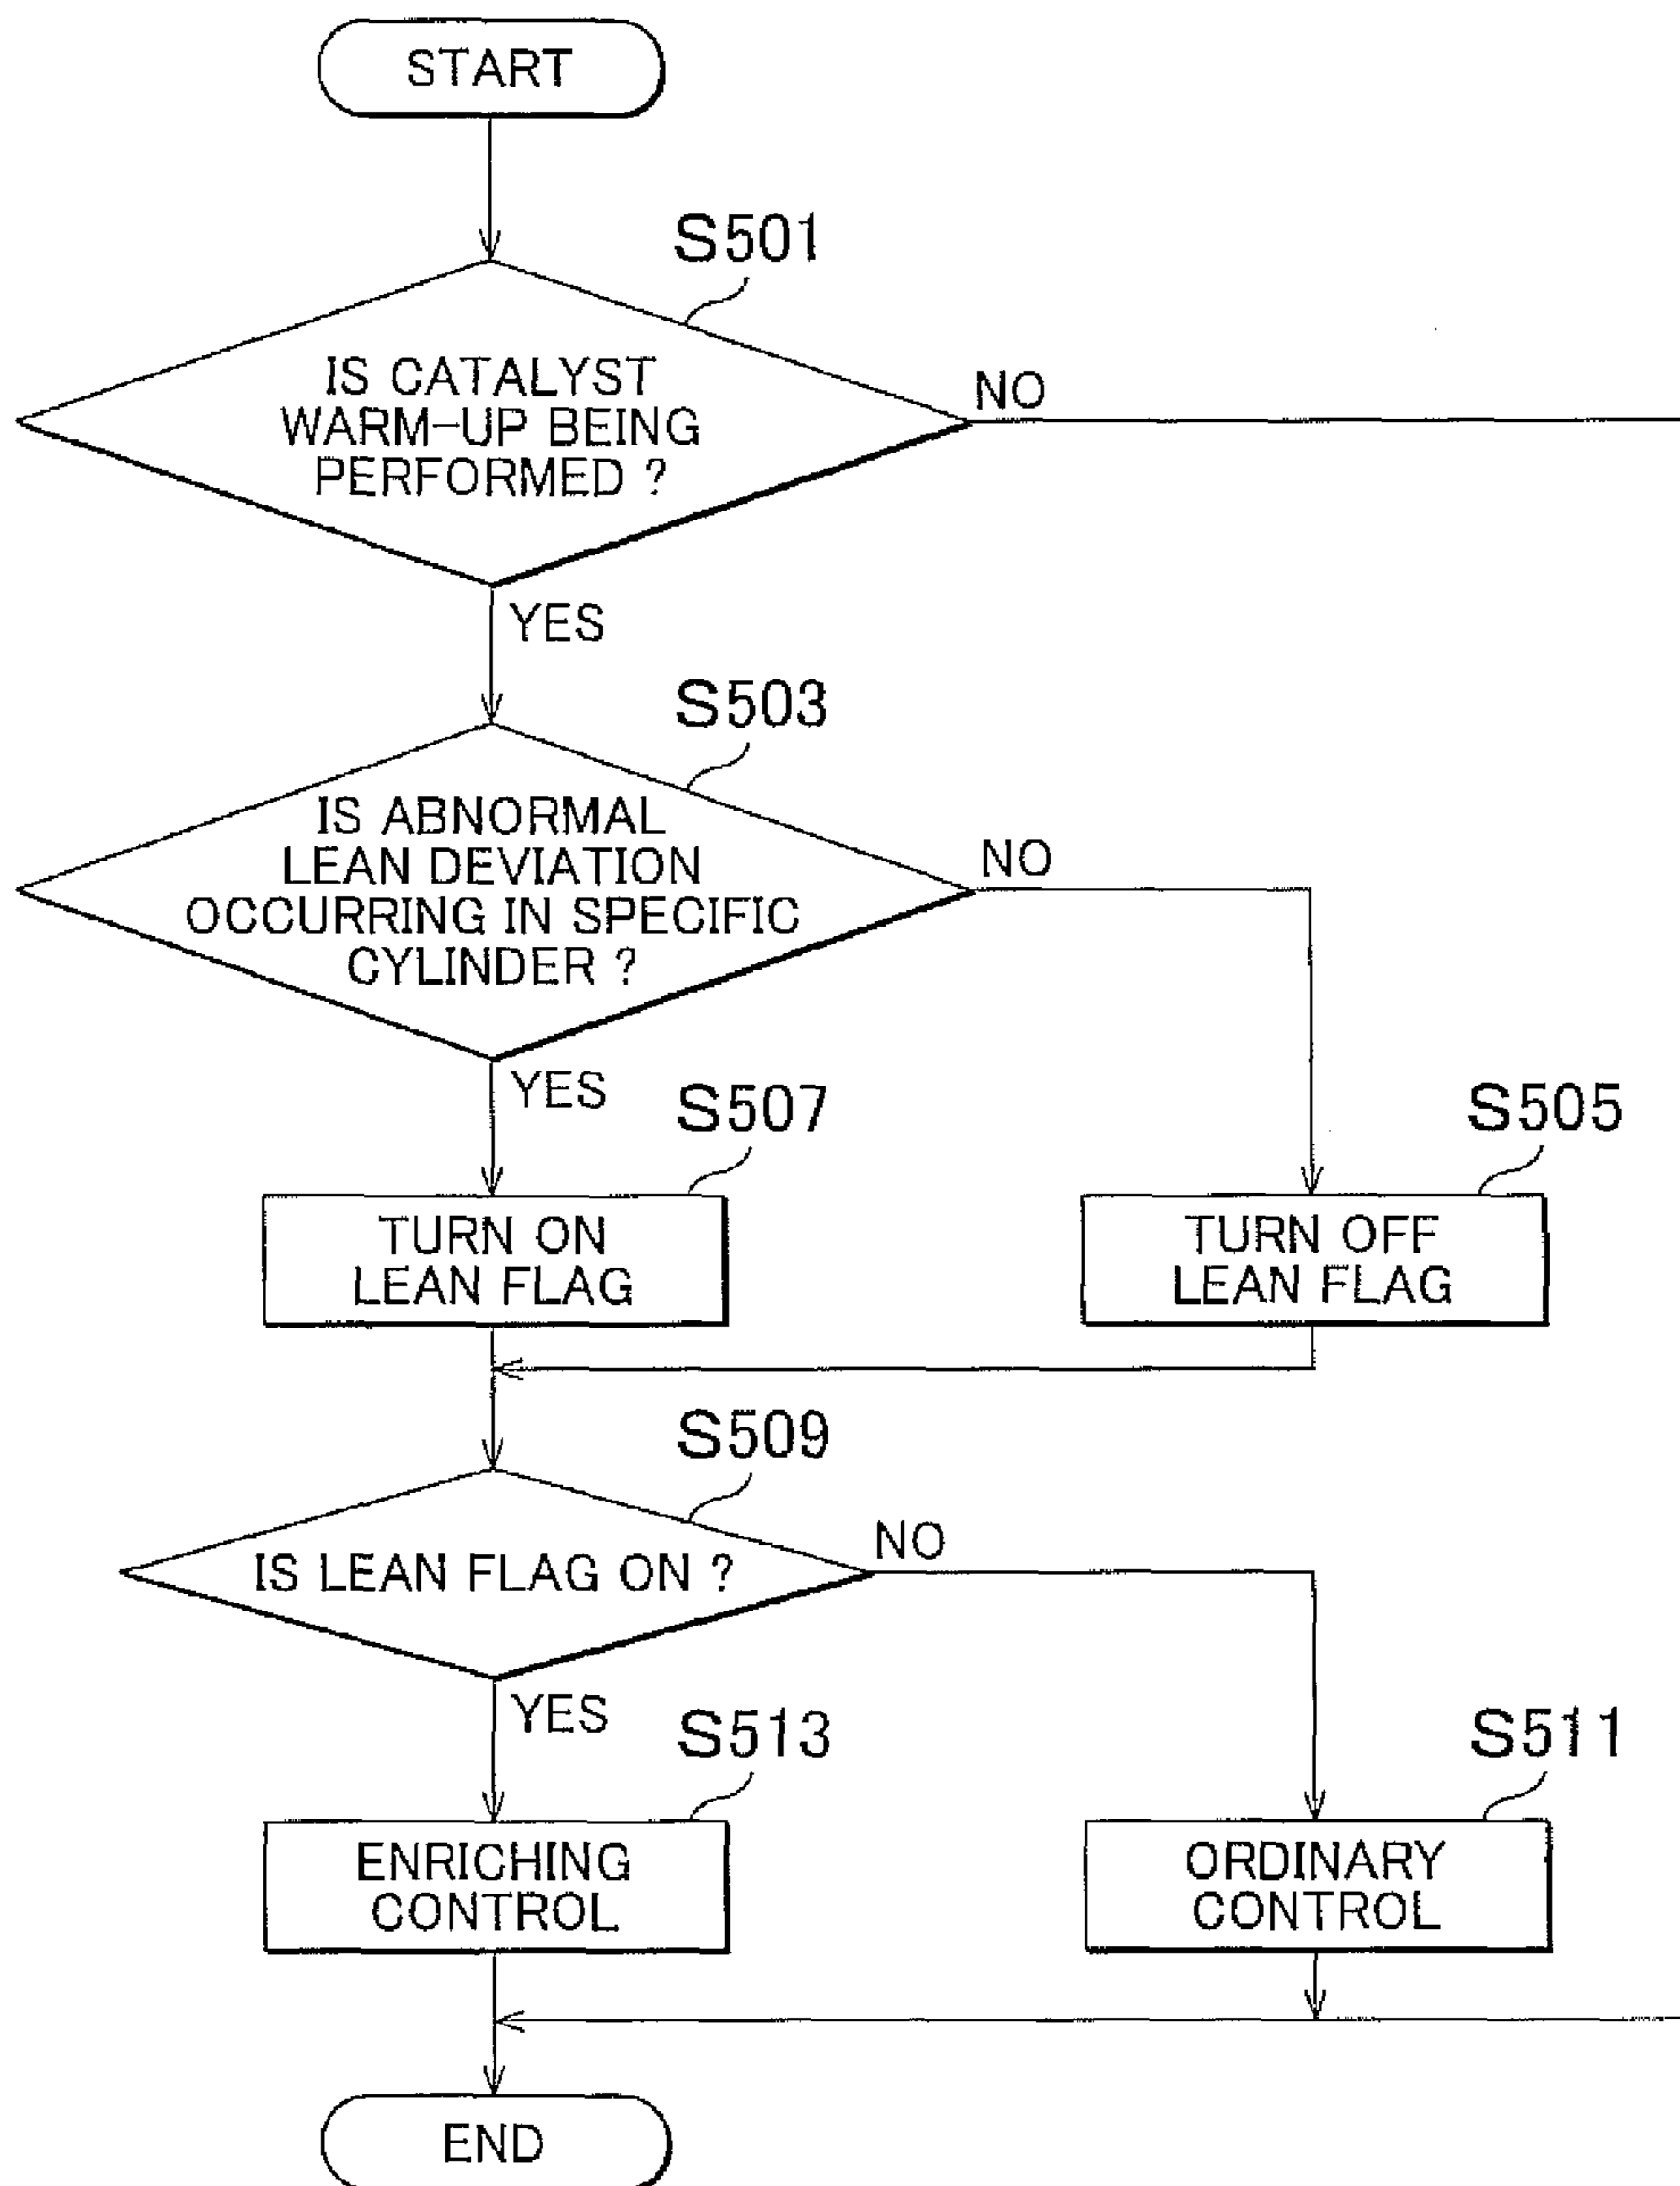 START
S501
IS CATALYST
WARM-UP BEING
PERFORMED ?
NO
YES
S503
IS ABNORMAL
LEAN DEVIATION
OCCURRING IN SPECIFIC
CYLINDER ?
NO
YES
S507
TURN ON
LEAN FLAG
S505
TURN OFF
LEAN FLAG
S509
IS LEAN FLAG ON ?
NO
YES
S513
ENRICHING
CONTROL
S511
ORDINARY
CONTROL
END